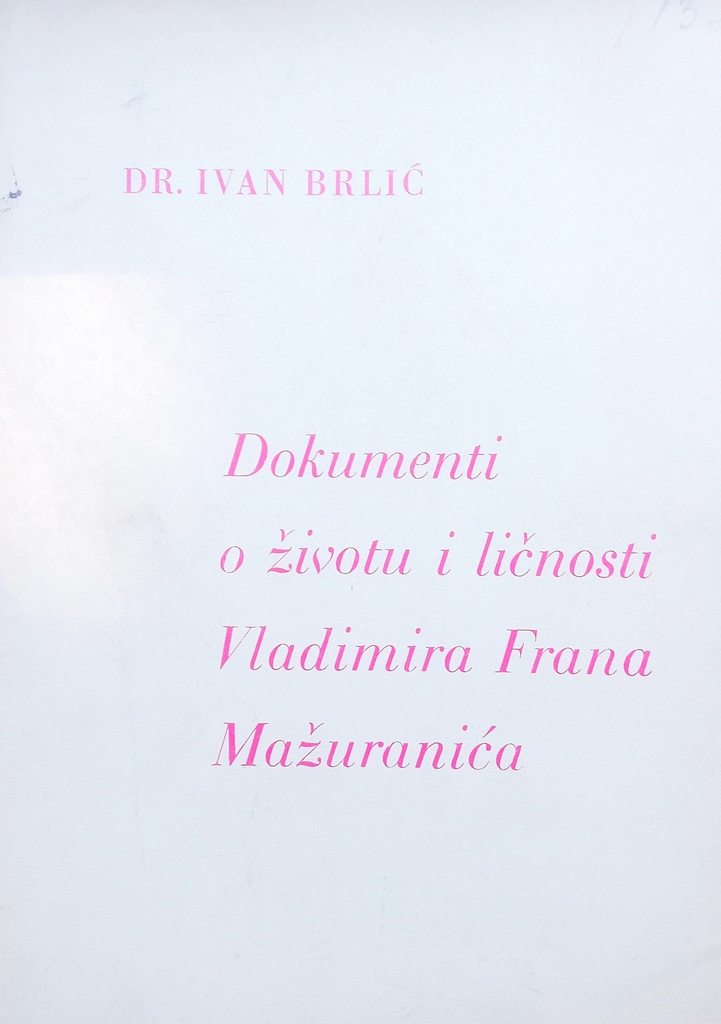 DR. IVAN BRLIĆ
Dokumenti
o životu i ličnosti
Vladimira Frana
Mažuranića